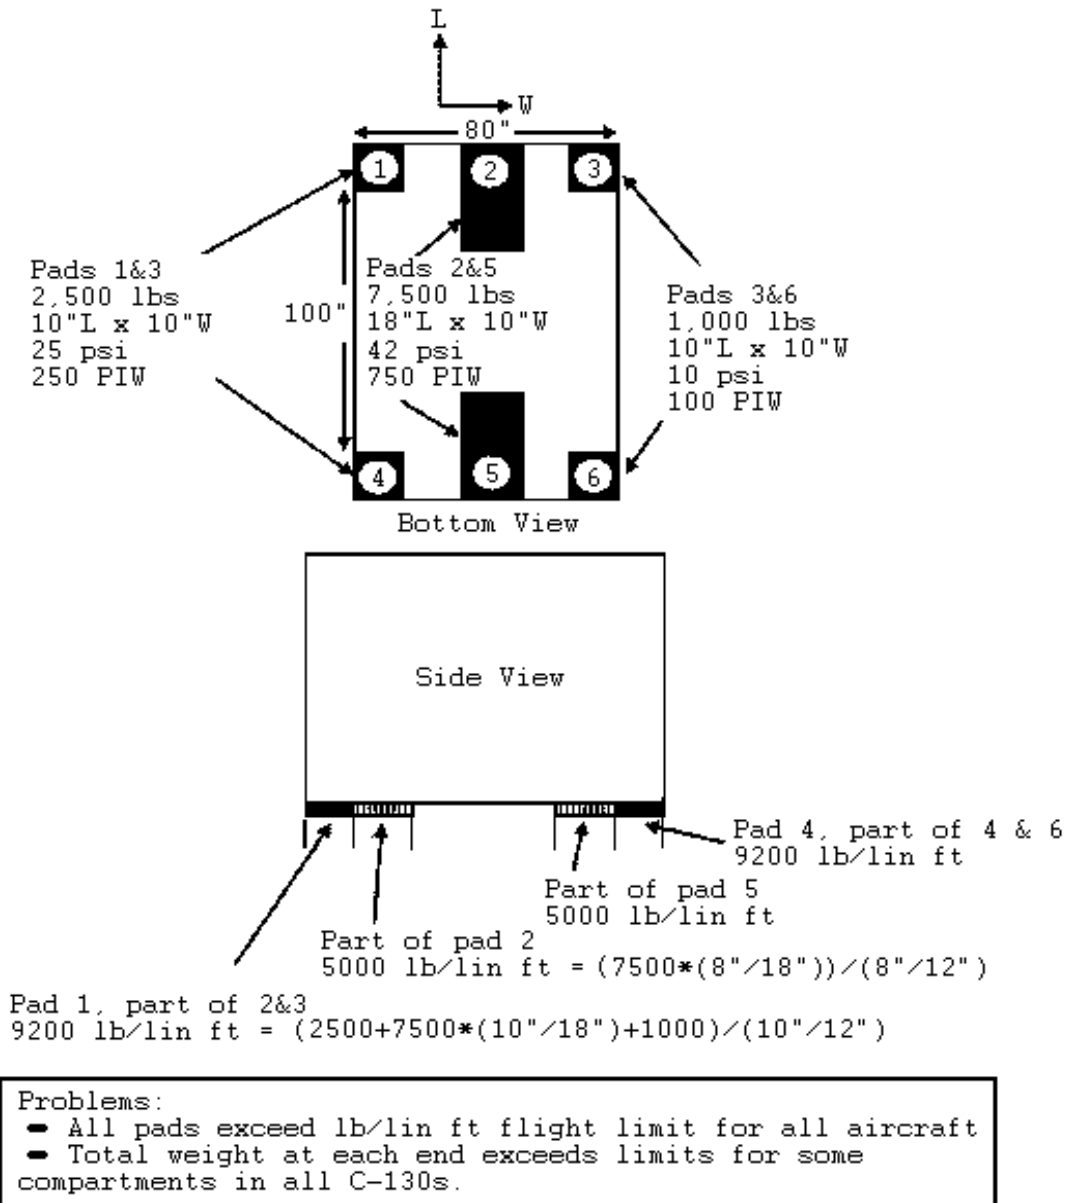 L
W
80"
1
2
3
Pads 1&3
2,500 lbs
10"L x 10"W
25 psi
250 PIW
100"
Pads 2&5
7,500 lbs
18"L x 10"W
42 psi
750 PIW
Pads 3&6
1,000 lbs
10"L x 10"W
10 psi
100 PIW
4
5
6
Bottom View
Side View
Pad 4, part of 4 & 6
9200 lb/lin ft
Part of pad 5
5000 lb/lin ft
Part of pad 2
5000 lb/lin ft = (7500*(8"/18"))/(8"/12")
Pad 1, part of 2&3
9200 lb/lin ft = (2500+7500*(10"/18")+1000)/(10"/12")
Problems:
- All pads exceed lb/lin ft flight limit for all aircraft
- Total weight at each end exceeds limits for some
compartments in all C-130s.